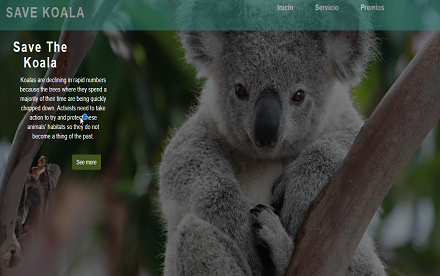 SAVE KOALA
Inicio Servicio Premios
Save The
Koala
Koalas are declining in rapid numbers
because the trees where they spend a
majority of their time are being quickly
chopped down. Activists need to take
action to try and protect these
animals' habitats so they do not
become a thing of the past.
See more